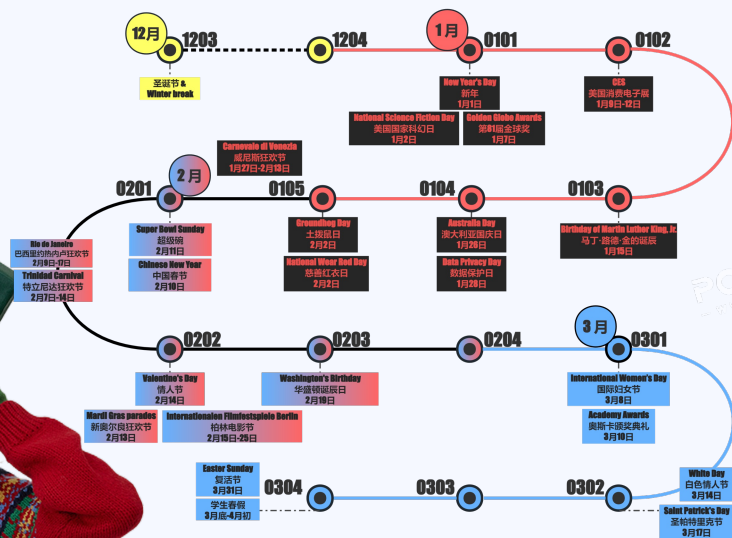 12月
1203
1204
1月
0101
0102
圣诞节 &
Winter break
New Year's Day
新年
1月1日
CES
美国消费电子展
1月9日-12日
National Science Fiction Day
美国国家科幻日
1月2日
Golden Globe Awards
第81届金球奖
1月7日
Carnevale di Venezia
威尼斯狂欢节
1月27日-2月13日
0201
2月
0105
0104
0103
Super Bowl Sunday
超级碗
2月11日
Chinese New Year
中国春节
2月10日
Groundhog Day
土拨鼠日
2月2日
National Wear Red Day
慈善红衣日
2月2日
Australia Day
澳大利亚国庆日
1月26日
Data Privacy Day
数据保护日
1月28日
Birthday of Martin Luther King, Jr.
马丁·路德·金的诞辰
1月15日
Rio de Janeiro
巴西里约热内卢狂欢节
2月9日-17日
Trinidad Carnival
特立尼达狂欢节
2月7日-14日
0202
0203
0204
3月
0301
Valentine's Day
情人节
2月14日
Mardi Gras parades
新奥尔良狂欢节
2月13日
Washington's Birthday
华盛顿诞辰日
2月19日
Internationalen Filmfestspiele Berlin
柏林电影节
2月15日-25日
International Women's Day
国际妇女节
3月8日
Academy Awards
奥斯卡颁奖典礼
3月10日
Easter Sunday
复活节
3月31日
学生春假
3月底-4月初
0304
0303
0302
White Day
白色情人节
3月14日
Saint Patrick's Day
圣帕特里克节
3月17日